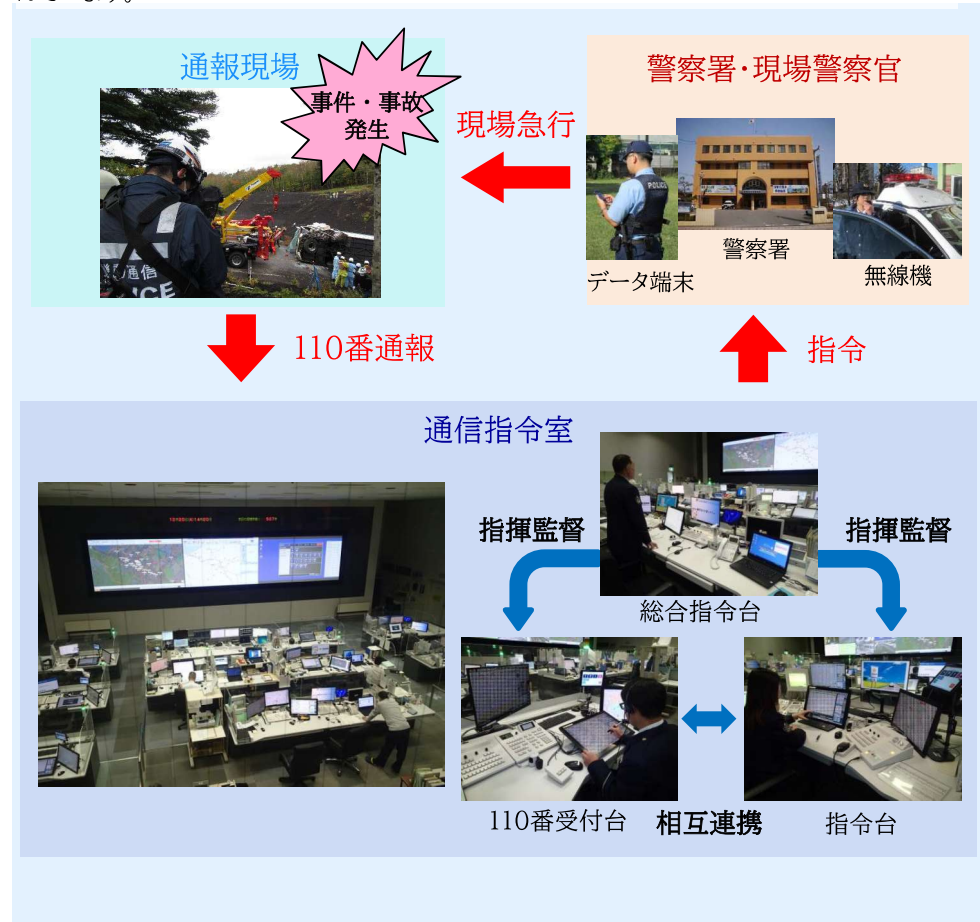 通報現場
事件・事故
発生
現場急行
警察署・現場警察官
POLICE
警察署
データ端末
無線機
110番通報
指令
通信指令室
指揮監督
指揮監督
総合指令台
110番受付台
相互連携
指令台